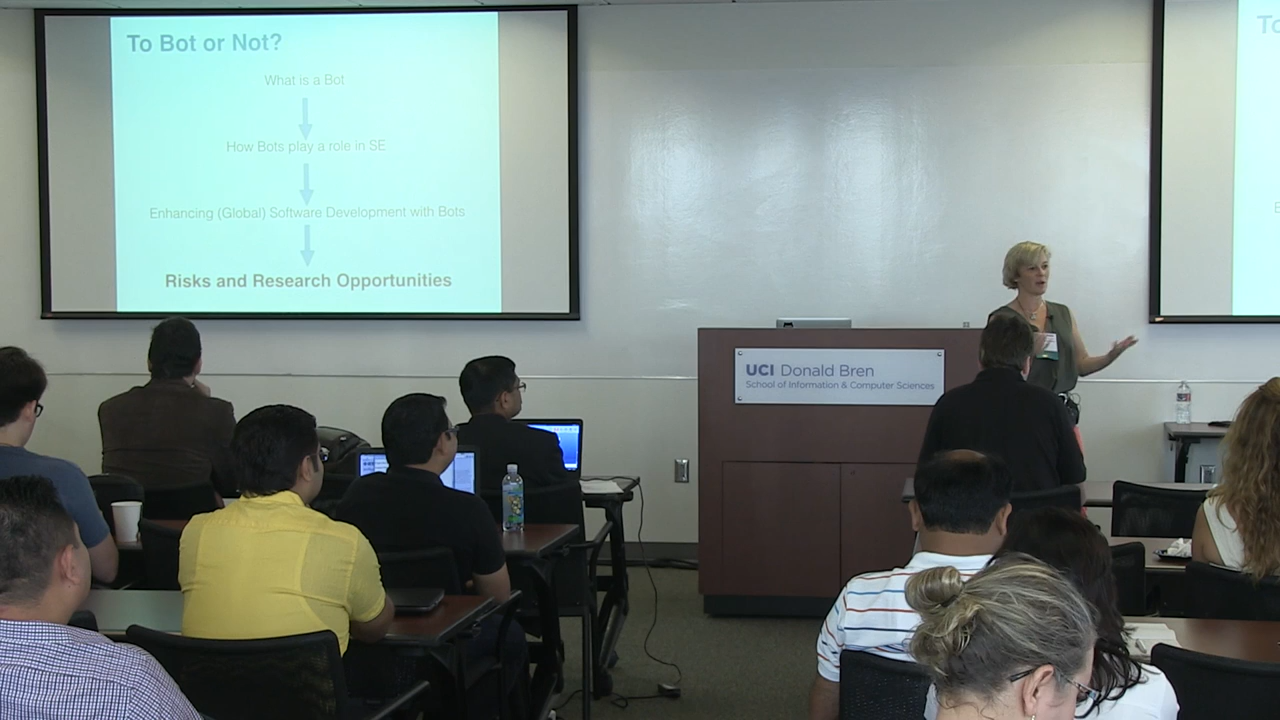 To Bot or Not?
What is a Bot
How Bots play a role in SE
Enhancing (Global) Software Development with Bots
Risks and Research Opportunities
UCI Donald Bren
School of Information & Computer Sciences
To
E